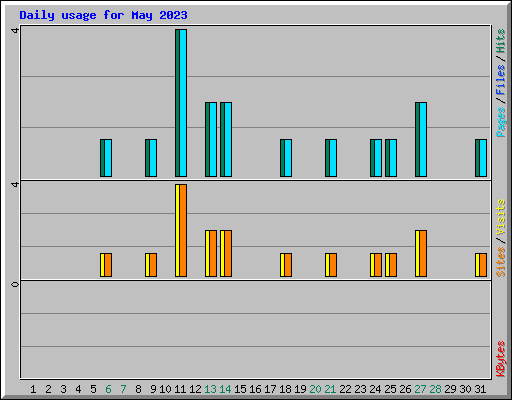 Daily usage for May 2023
4
4
0
Pages / Files / Hits
Sites / Visits
KBytes
1 2 3 4 5 6 7 8 9 10 11 12 13 14 15 16 17 18 19 20 21 22 23 24 25 26 27 28 29 30 31